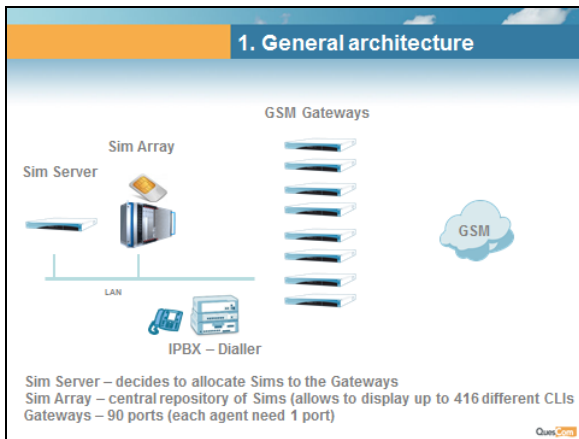 1. General architecture
GSM Gateways
Sim Array
Sim Server
GSM
LAN
IPBX – Dialler
Sim Server – decides to allocate Sims to the Gateways
Sim Array – central repository of Sims (allows to display up to 416 different CLIs
Gateways – 90 ports (each agent need 1 port)
QuesCom